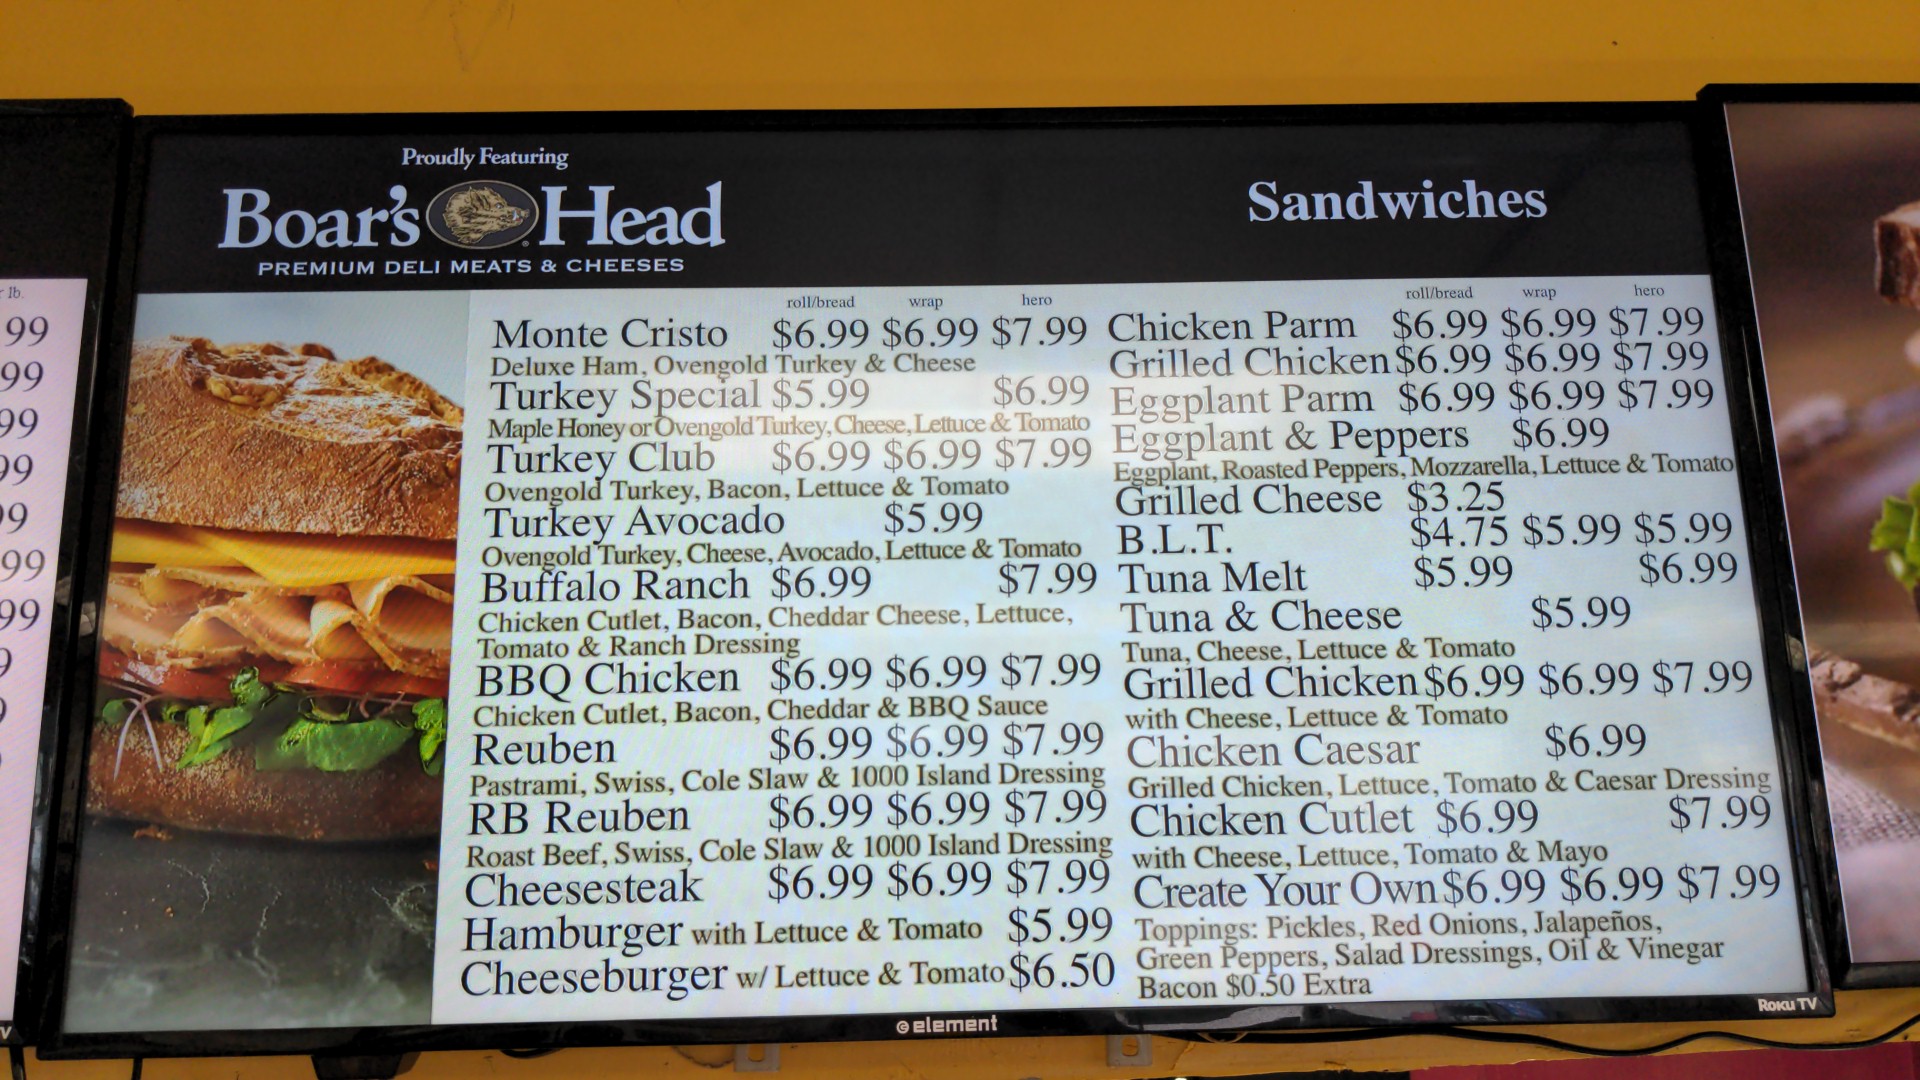 Proudly Featuring
Boar's Head
PREMIUM DELI MEATS & CHEESES
Sandwiches
r lb.
99
99
99
99
99
99
99
9
roll/bread wrap hero
Monte Cristo $6.99 $6.99 $7.99
Deluxe Ham, Ovengold Turkey & Cheese
Turkey Special $5.99 $6.99
Maple Honey or Ovengold Turkey, Cheese, Lettuce & Tomato
Turkey Club $6.99 $6.99 $7.99
Ovengold Turkey, Bacon, Lettuce & Tomato
Turkey Avocado $5.99
Ovengold Turkey, Cheese, Avocado, Lettuce & Tomato
Buffalo Ranch $6.99 $7.99
Chicken Cutlet, Bacon, Cheddar Cheese, Lettuce,
Tomato & Ranch Dressing
BBQ Chicken $6.99 $6.99 $7.99
Chicken Cutlet, Bacon, Cheddar & BBQ Sauce
Reuben $6.99 $6.99 $7.99
Pastrami, Swiss, Cole Slaw & 1000 Island Dressing
RB Reuben $6.99 $6.99 $7.99
Roast Beef, Swiss, Cole Slaw & 1000 Island Dressing
Cheesesteak $6.99 $6.99 $7.99
Hamburger with Lettuce & Tomato $5.99
Cheeseburger w/ Lettuce & Tomato $6.50
roll/bread wrap hero
Chicken Parm $6.99 $6.99 $7.99
Grilled Chicken $6.99 $6.99 $7.99
Eggplant Parm $6.99 $6.99 $7.99
Eggplant & Peppers $6.99
Eggplant, Roasted Peppers, Mozzarella, Lettuce & Tomato
Grilled Cheese $3.25
B.L.T. $4.75 $5.99 $5.99
Tuna Melt $5.99 $6.99
Tuna & Cheese $5.99
Tuna, Cheese, Lettuce & Tomato
Grilled Chicken $6.99 $6.99 $7.99
with Cheese, Lettuce & Tomato
Chicken Caesar $6.99
Grilled Chicken, Lettuce, Tomato & Caesar Dressing
Chicken Cutlet $6.99 $7.99
with Cheese, Lettuce, Tomato & Mayo
Create Your Own $6.99 $6.99 $7.99
Toppings: Pickles, Red Onions, Jalapeños,
Green Peppers, Salad Dressings, Oil & Vinegar
Bacon $0.50 Extra
element
Roku TV